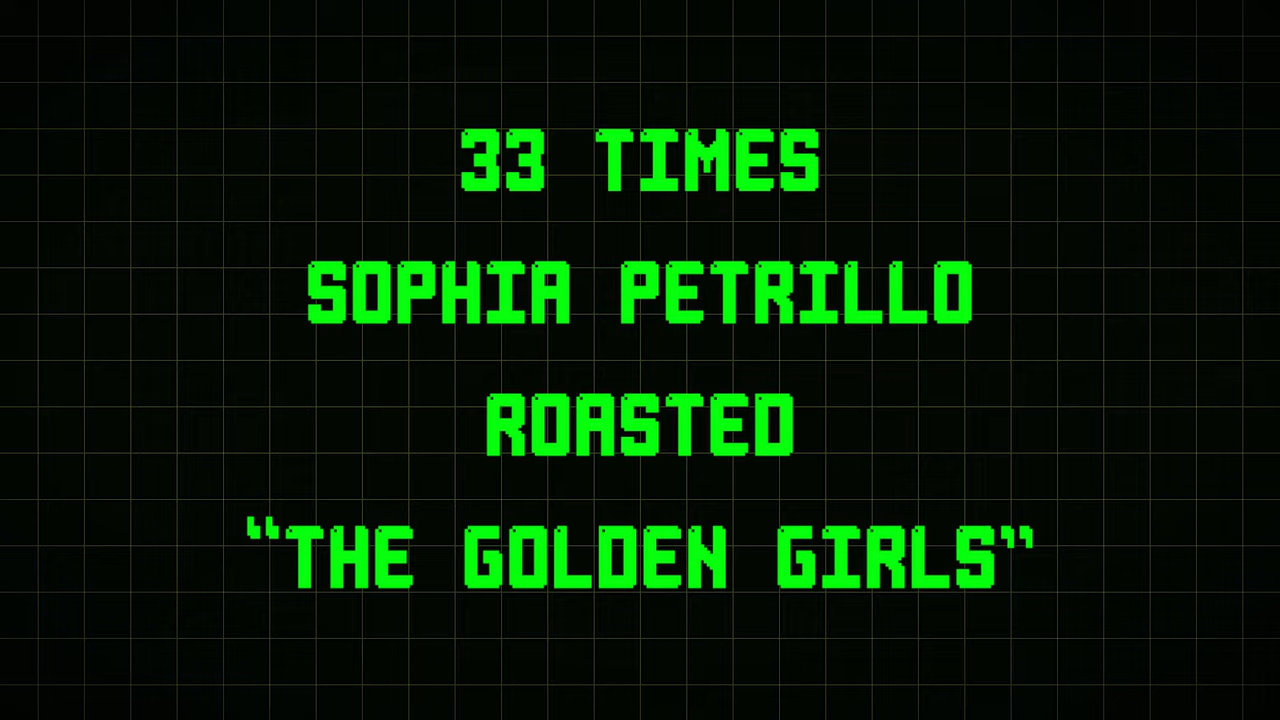 33 TIMES
SOPHIA PETRILLO
ROASTED
“THE GOLDEN GIRLS”